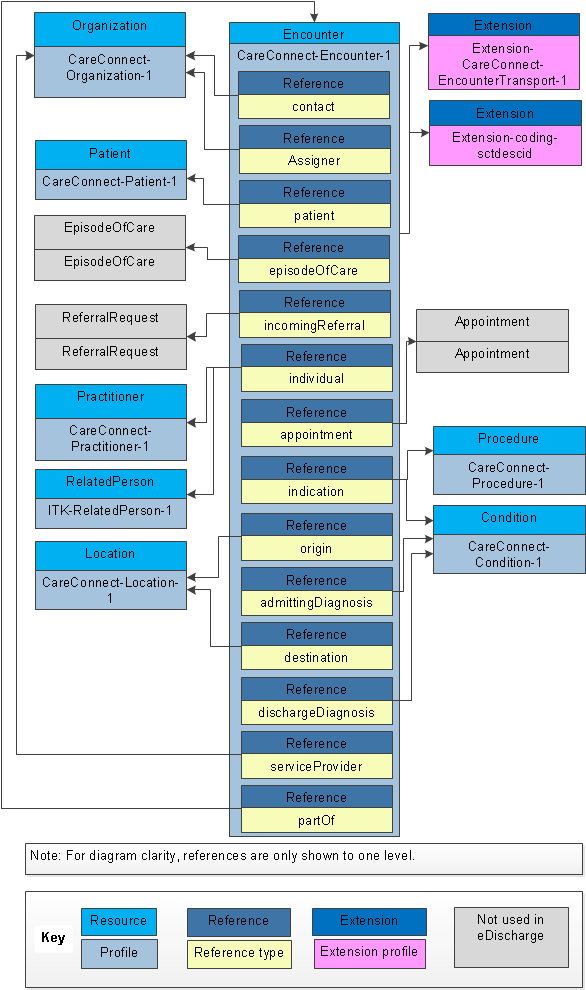 Organization
CareConnect-
Organization-1
Patient
CareConnect-Patient-1
EpisodeOfCare
EpisodeOfCare
ReferralRequest
ReferralRequest
Practitioner
CareConnect-
Practitioner-1
RelatedPerson
ITK-RelatedPerson-1
Location
CareConnect-Location-
1
Encounter
CareConnect-Encounter-1
Reference
contact
Reference
Assigner
Reference
patient
Reference
episodeOfCare
Reference
incomingReferral
Reference
individual
Reference
appointment
Reference
indication
Reference
origin
Reference
admittingDiagnosis
Reference
destination
Reference
dischargeDiagnosis
Reference
serviceProvider
Reference
partOf
Extension
Extension-
CareConnect-
EncounterTransport-1
Extension
Extension-coding-
sctdescid
Appointment
Appointment
Procedure
CareConnect-
Procedure-1
Condition
CareConnect-
Condition-1
Note: For diagram clarity, references are only shown to one level.
Key
Resource
Profile
Reference
Reference type
Extension
Extension profile
Not used in
eDischarge